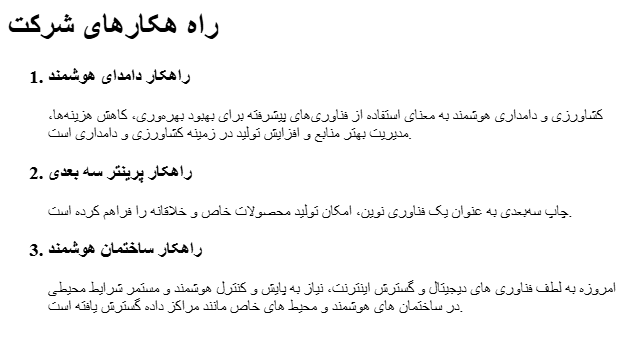 راه هکارهای شرکت
1. راهکار دامدای هوشمند
کشاورزی و دامداری هوشمند به معنای استفاده از فناوری‌های پیشرفته برای بهبود بهره‌وری، کاهش هزینه‌ها،
مدیریت بهتر منابع و افزایش تولید در زمینه کشاورزی و دامداری است.
2. راهکار پرینتر سه بعدی
چاپ سه‌بعدی به عنوان یک فناوری نوین، امکان تولید محصولات خاص و خلاقانه را فراهم کرده است.
3. راهکار ساختمان هوشمند
امروزه به لطف فناوری های دیجیتال و گسترش اینترنت، نیاز به پایش و کنترل هوشمند و مستمر شرایط محیطی
در ساختمان های هوشمند و محیط های خاص مانند مراکز داده گسترش یافته است.